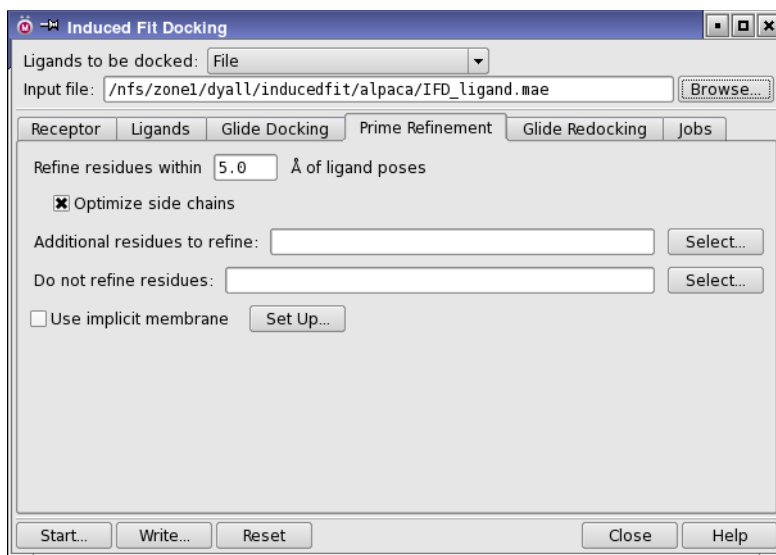 Induced Fit Docking
Ligands to be docked: File
Input file: /nfs/zone1/dyall/inducedfit/alpaca/IFD_ligand.mae Browse...
Receptor Ligands Glide Docking Prime Refinement Glide Redocking Jobs
Refine residues within 5.0 Å of ligand poses
Optimize side chains
Additional residues to refine: Select...
Do not refine residues: Select...
Use implicit membrane Set Up...
Start... Write... Reset Close Help